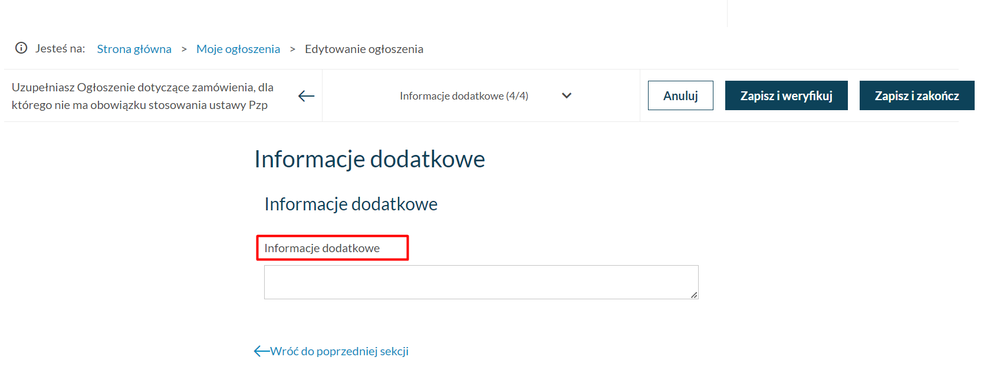 Jesteś na: Strona główna > Moje ogłoszenia > Edytowanie ogłoszenia
Uzupełniasz Ogłoszenie dotyczące zamówienia, dla
którego nie ma obowiązku stosowania ustawy Pzp
Informacje dodatkowe (4/4)
Anuluj
Zapisz i weryfikuj
Zapisz i zakończ
Informacje dodatkowe
Informacje dodatkowe
Informacje dodatkowe
Wróć do poprzedniej sekcji